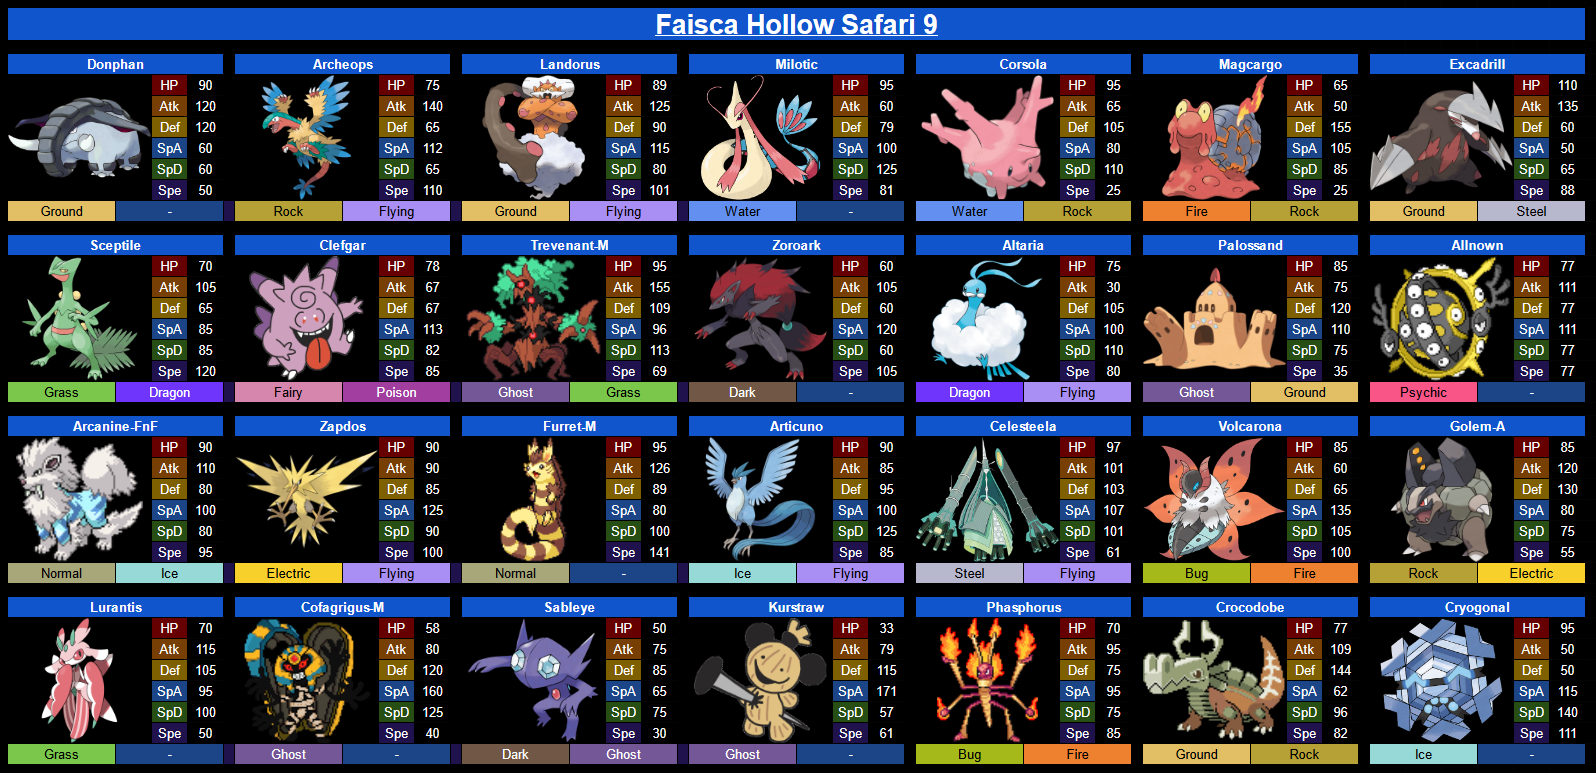 Faisca Hollow Safari 9
Donphan Archeops Landorus Milotic Corsola Magcargo Excadrill
HP 90 HP 75 HP 89 HP 95 HP 95 HP 65 HP 110
Atk 120 Atk 140 Atk 125 Atk 60 Atk 65 Atk 50 Atk 135
Def 120 Def 65 Def 90 Def 79 Def 105 Def 155 Def 60
SpA 60 SpA 112 SpA 115 SpA 100 SpA 80 SpA 105 SpA 50
SpD 60 SpD 65 SpD 80 SpD 125 SpD 110 SpD 85 SpD 65
Spe 50 Spe 110 Spe 101 Spe 81 Spe 25 Spe 25 Spe 88
Ground - Rock Flying Ground Flying Water - Water Rock Fire Rock Ground Steel
Sceptile Clefgar Trevenant-M Zoroark Altaria Palossand Allnown
HP 70 HP 78 HP 95 HP 60 HP 75 HP 85 HP 77
Atk 105 Atk 67 Atk 155 Atk 105 Atk 30 Atk 75 Atk 111
Def 65 Def 67 Def 109 Def 60 Def 105 Def 120 Def 77
SpA 85 SpA 113 SpA 96 SpA 120 SpA 100 SpA 110 SpA 111
SpD 85 SpD 82 SpD 113 SpD 60 SpD 110 SpD 75 SpD 77
Spe 120 Spe 85 Spe 69 Spe 105 Spe 80 Spe 35 Spe 77
Grass Dragon Fairy Poison Ghost Grass Dark - Dragon Flying Ghost Ground Psychic -
Arcanine-FnF Zapdos Furret-M Articuno Celesteela Volcarona Golem-A
HP 90 HP 90 HP 95 HP 90 HP 97 HP 85 HP 85
Atk 110 Atk 90 Atk 126 Atk 85 Atk 101 Atk 60 Atk 120
Def 80 Def 85 Def 89 Def 95 Def 103 Def 65 Def 130
SpA 100 SpA 125 SpA 80 SpA 100 SpA 107 SpA 135 SpA 80
SpD 80 SpD 90 SpD 100 SpD 125 SpD 101 SpD 105 SpD 75
Spe 95 Spe 100 Spe 141 Spe 85 Spe 61 Spe 100 Spe 55
Normal Ice Electric Flying Normal - Ice Flying Steel Flying Bug Fire Rock Electric
Lurantis Cofagrigus-M Sableye Kurstraw Phasphorus Crocodobe Cryogonal
HP 70 HP 58 HP 50 HP 33 HP 70 HP 77 HP 95
Atk 115 Atk 80 Atk 75 Atk 79 Atk 95 Atk 109 Atk 50
Def 105 Def 120 Def 85 Def 115 Def 75 Def 144 Def 50
SpA 95 SpA 160 SpA 65 SpA 171 SpA 95 SpA 62 SpA 115
SpD 100 SpD 125 SpD 75 SpD 57 SpD 75 SpD 96 SpD 140
Spe 50 Spe 40 Spe 30 Spe 61 Spe 85 Spe 82 Spe 111
Grass - Ghost - Dark Ghost Ghost - Bug Fire Ground Rock Ice -